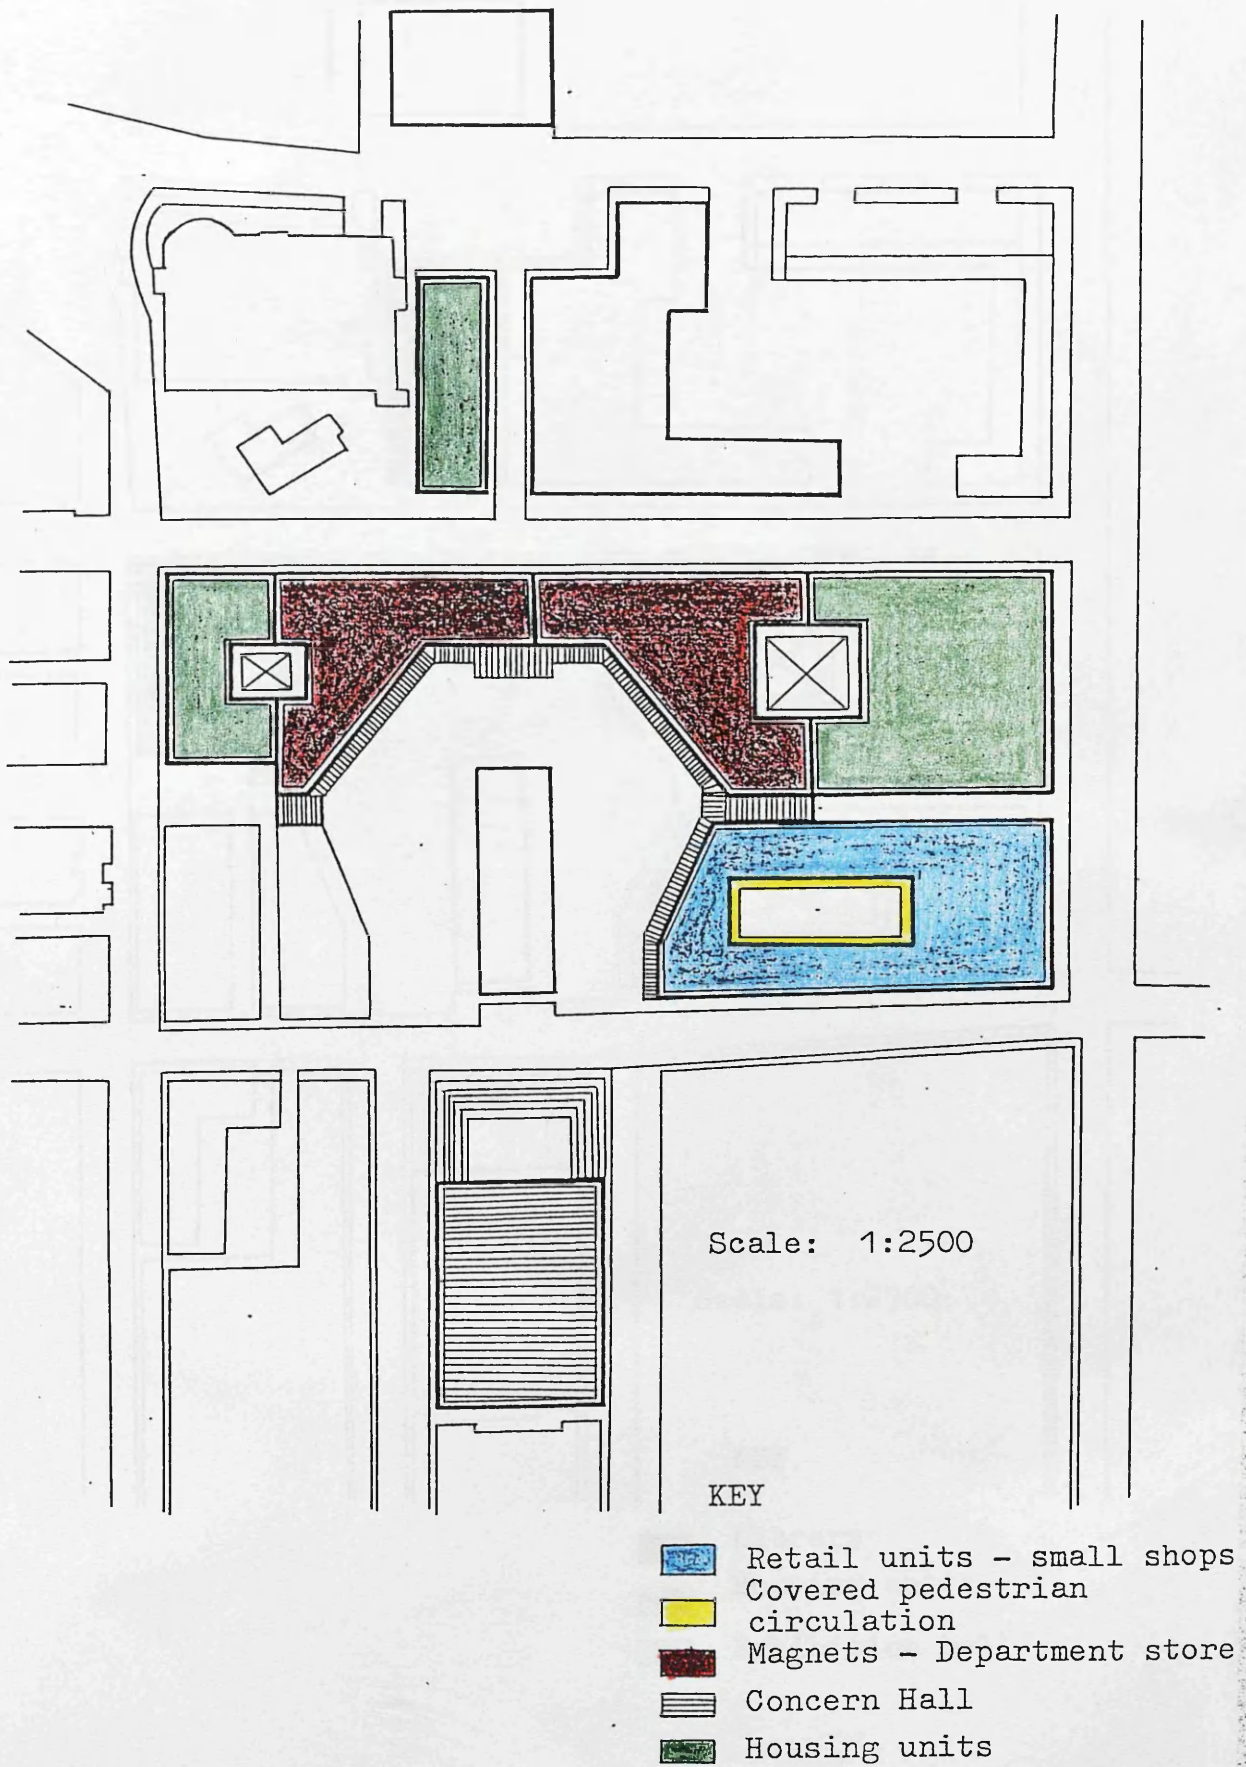 Scale: 1:2500
KEY
Retail units - small shops
Covered pedestrian
circulation
Magnets - Department store
Concern Hall
Housing units